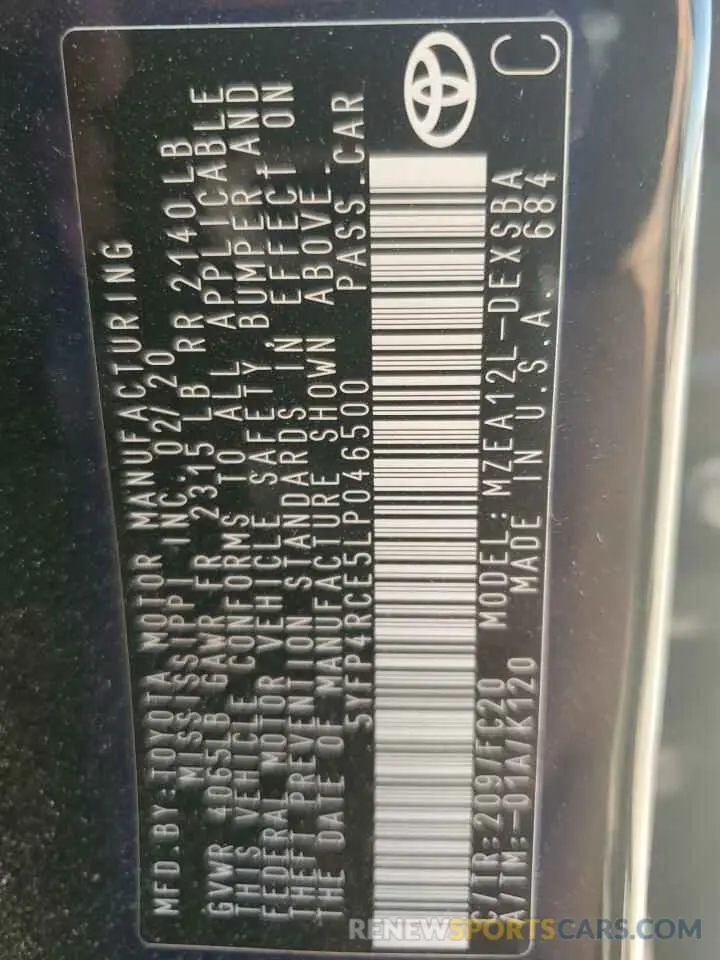 MFD.BY:TOYOTA MOTOR MANUFACTURING
MISSISSIPPI INC. 02/20
GVWR 4065LB GAWR FR 2315 LB RR 2140LB
THIS VEHICLE CONFORMS TO ALL APPLICABLE
FEDERAL MOTOR VEHICLE SAFETY, BUMPER, AND
THEFT PREVENTION STANDARDS IN EFFECT ON
THE DATE OF MANUFACTURE SHOWN ABOVE.
5YFP4RCE5LP046500 PASS.CAR
C/TR:209/FC20 MODEL:MZEA12L-DEXSBA
A/TM:-01A/K120 MADE IN U.S.A. 684
C
RENEWSPORTSCARS.COM